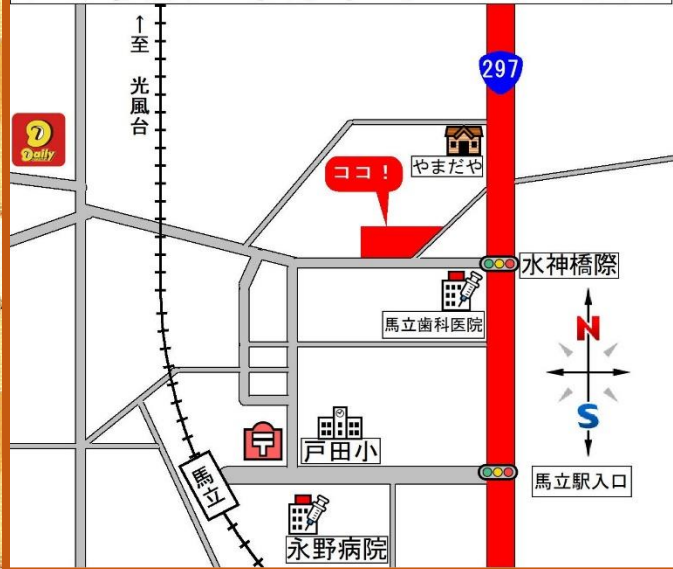 ↑至 光風台
297
Daily
やまだや
ココ！
水神橋際
馬立歯科医院
N
S
戸田小
馬立
馬立駅入口
永野病院